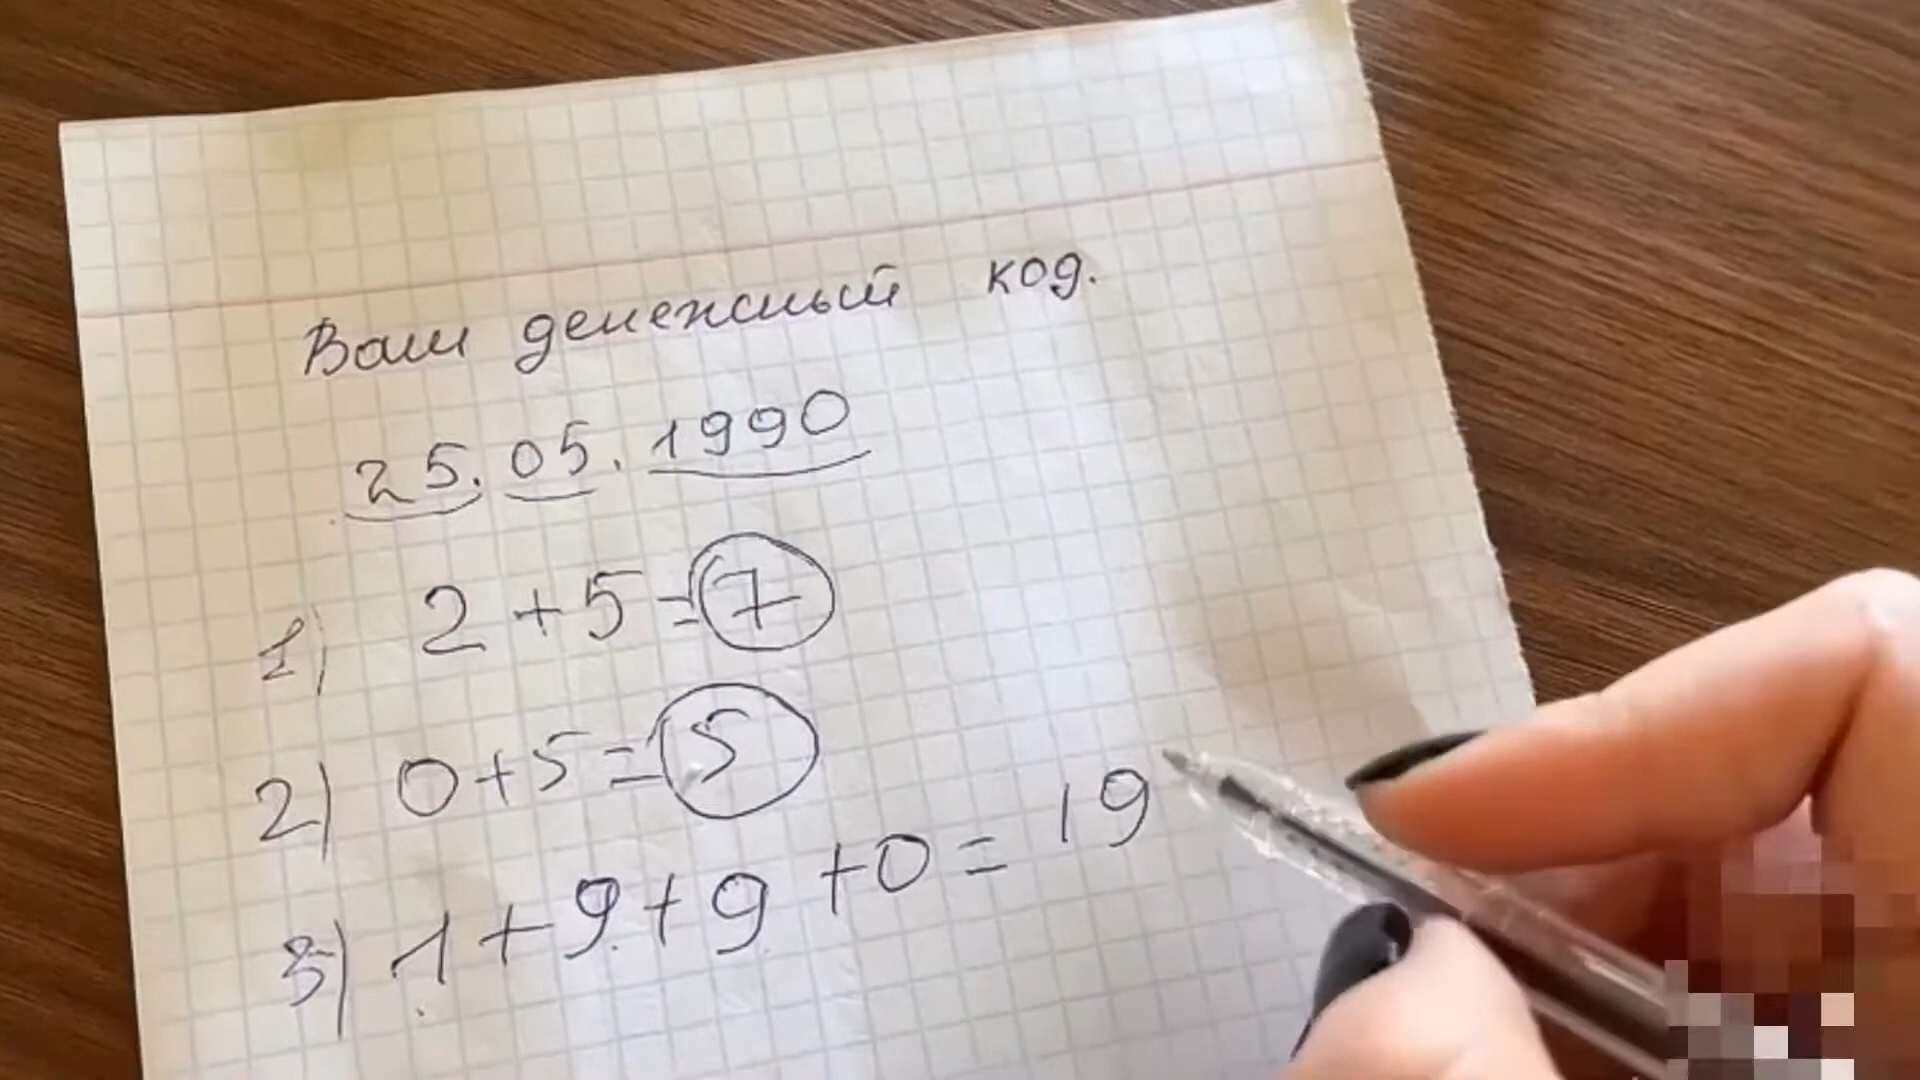 Ваш денежный код.
25.05.1990
1) 2+5=7
2) 0+5=5
3) 1+9+9+0=19